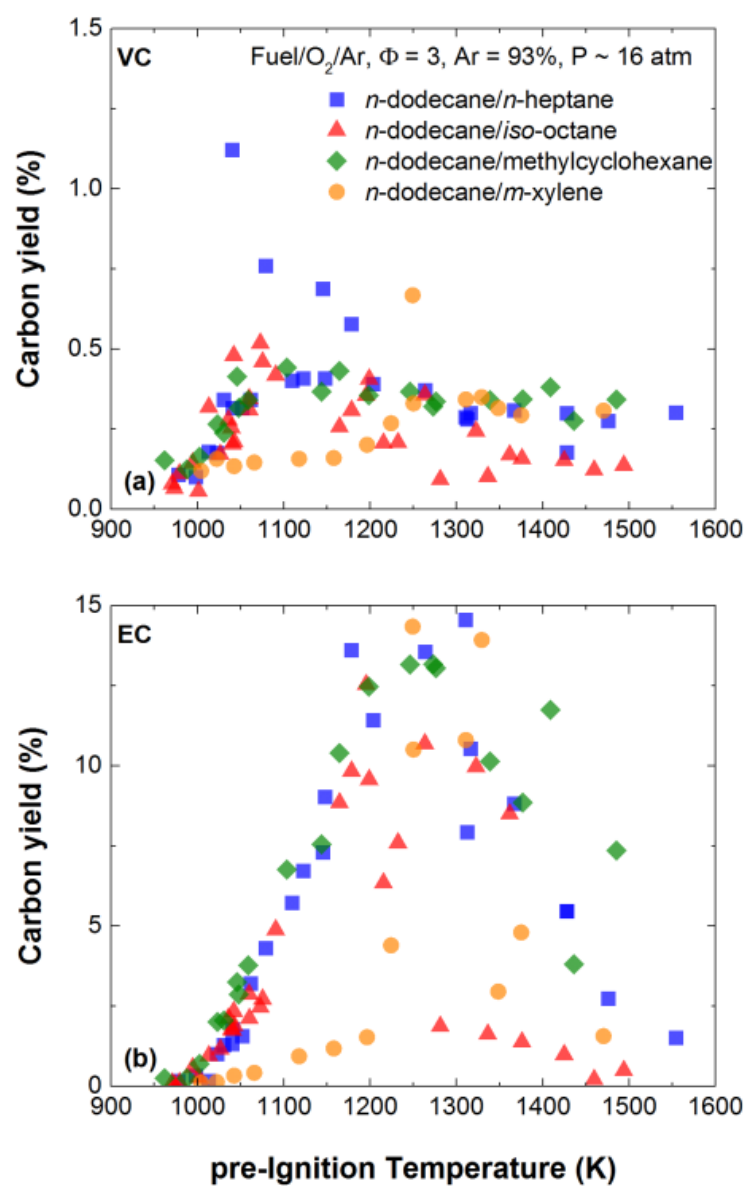 1.5
VC
Fuel/O₂/Ar, Φ = 3, Ar = 93%, P ~ 16 atm
n-dodecane/n-heptane
n-dodecane/iso-octane
n-dodecane/methylcyclohexane
n-dodecane/m-xylene
1.0
0.5
0.0
Carbon yield (%)
(a)
900 1000 1100 1200 1300 1400 1500 1600
15
EC
10
5
0
Carbon yield (%)
(b)
900 1000 1100 1200 1300 1400 1500 1600
pre-Ignition Temperature (K)